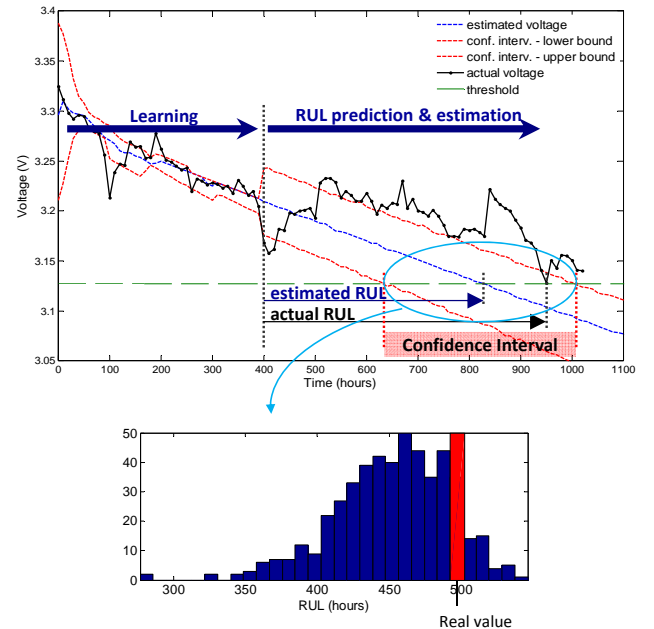 3.4
3.35
3.3
3.25
3.2
3.15
3.1
3.05
Voltage (V)
estimated voltage
conf. interv. - lower bound
conf. interv. - upper bound
actual voltage
threshold
Learning
RUL prediction & estimation
estimated RUL
actual RUL
Confidence Interval
0 100 200 300 400 500 600 700 800 900 1000 1100
Time (hours)
50
40
30
20
10
0
300 350 400 450 500
RUL (hours)
Real value